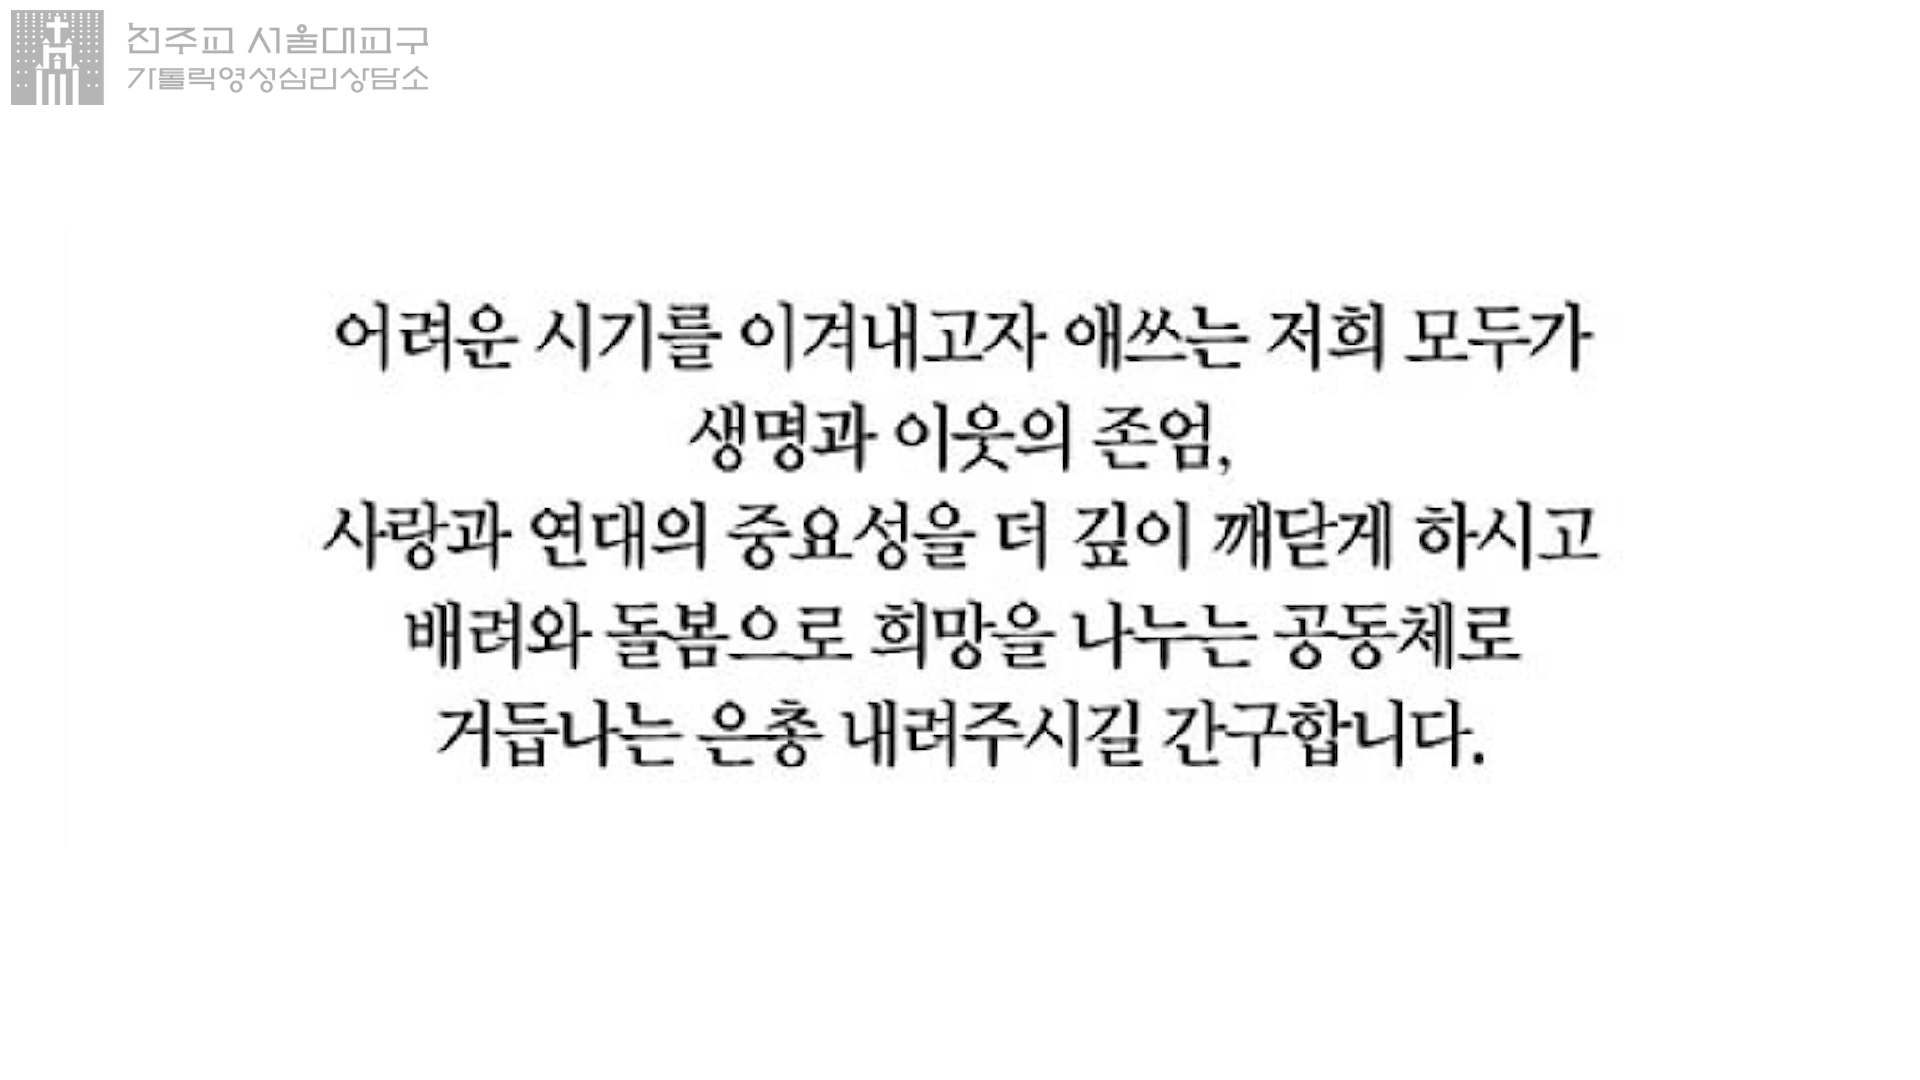 천주교 서울대교구
가톨릭영성심리상담소
어려운 시기를 이겨내고자 애쓰는 저희 모두가
생명과 이웃의 존엄,
사랑과 연대의 중요성을 더 깊이 깨닫게 하시고
배려와 돌봄으로 희망을 나누는 공동체로
거듭나는 은총 내려주시길 간구합니다.